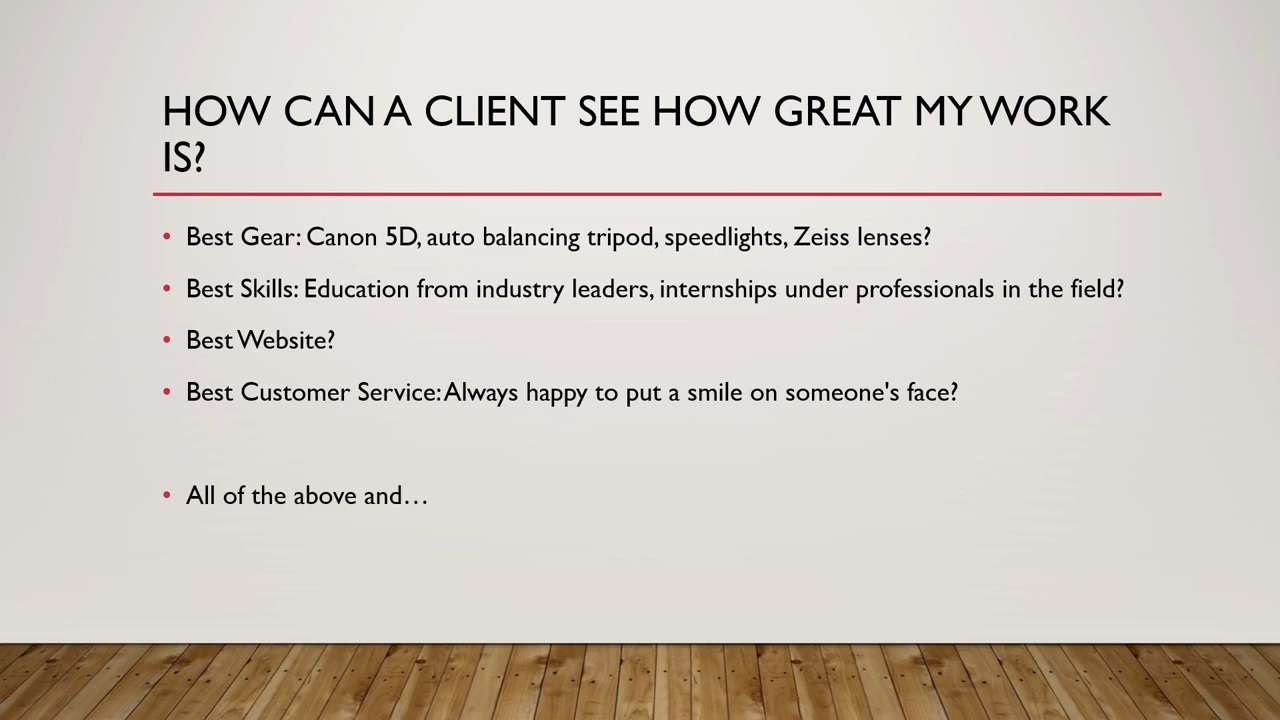 HOW CAN A CLIENT SEE HOW GREAT MY WORK
IS?
• Best Gear: Canon 5D, auto balancing tripod, speedlights, Zeiss lenses?
• Best Skills: Education from industry leaders, internships under professionals in the field?
• Best Website?
• Best Customer Service: Always happy to put a smile on someone's face?
• All of the above and…